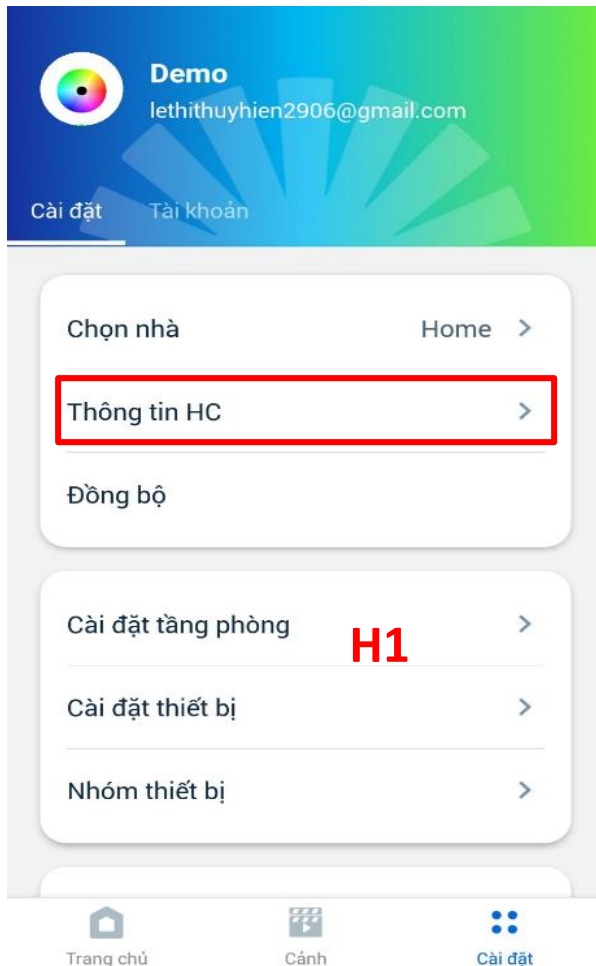 Demo
lethithuyhien2906@gmail.com
Cài đặt Tài khoản
Chọn nhà Home >
Thông tin HC >
Đồng bộ
Cài đặt tầng phòng >
H1
Cài đặt thiết bị >
Nhóm thiết bị >
Trang chủ Cảnh Cài đặt